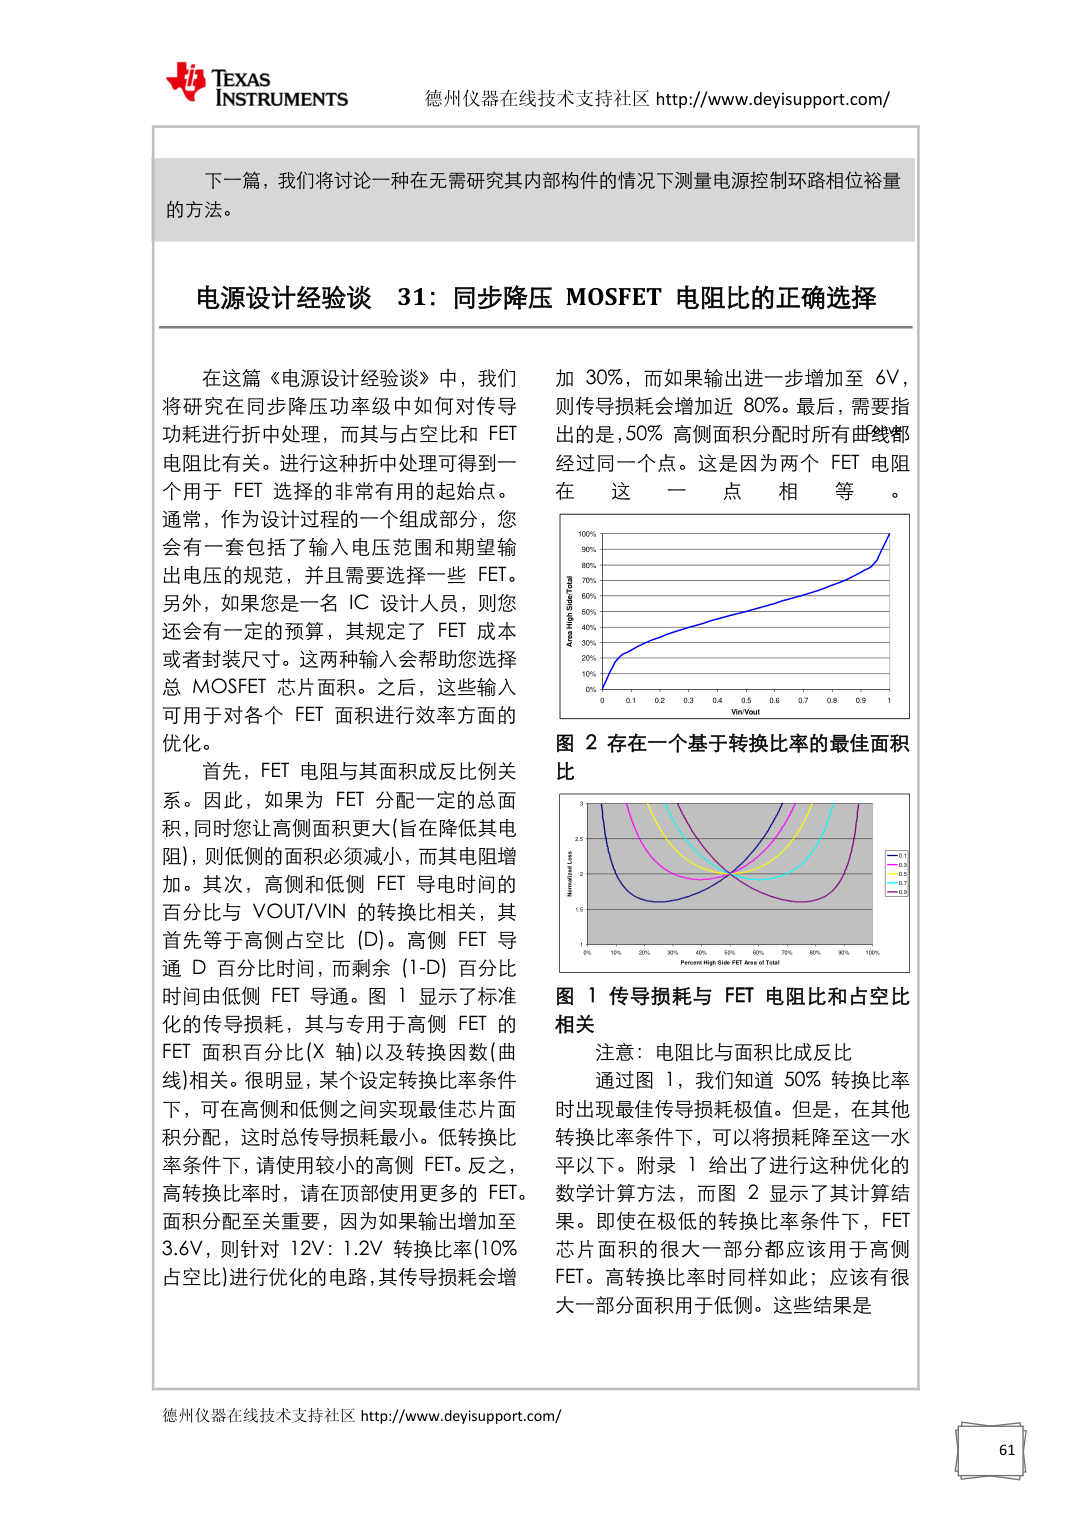 TEXAS
INSTRUMENTS
德州仪器在线技术支持社区 http://www.deyisupport.com/
下一篇，我们将讨论一种在无需研究其内部构件的情况下测量电源控制环路相位裕量
的方法。
电源设计经验谈 31：同步降压 MOSFET 电阻比的正确选择
在这篇《电源设计经验谈》中，我们
将研究在同步降压功率级中如何对传导
功耗进行折中处理，而其与占空比和 FET
电阻比有关。进行这种折中处理可得到一
个用于 FET 选择的非常有用的起始点。
通常，作为设计过程的一个组成部分，您
会有一套包括了输入电压范围和期望输
出电压的规范，并且需要选择一些 FET。
另外，如果您是一名 IC 设计人员，则您
还会有一定的预算，其规定了 FET 成本
或者封装尺寸。这两种输入会帮助您选择
总 MOSFET 芯片面积。之后，这些输入
可用于对各个 FET 面积进行效率方面的
优化。
首先，FET 电阻与其面积成反比例关
系。因此，如果为 FET 分配一定的总面
积，同时您让高侧面积更大(旨在降低其电
阻)，则低侧的面积必须减小，而其电阻增
加。其次，高侧和低侧 FET 导电时间的
百分比与 VOUT/VIN 的转换比相关，其
首先等于高侧占空比 (D)。高侧 FET 导
通 D 百分比时间，而剩余 (1-D) 百分比
时间由低侧 FET 导通。图 1 显示了标准
化的传导损耗，其与专用于高侧 FET 的
FET 面积百分比(X 轴)以及转换因数(曲
线)相关。很明显，某个设定转换比率条件
下，可在高侧和低侧之间实现最佳芯片面
积分配，这时总传导损耗最小。低转换比
率条件下，请使用较小的高侧 FET。反之，
高转换比率时，请在顶部使用更多的 FET。
面积分配至关重要，因为如果输出增加至
3.6V，则针对 12V：1.2V 转换比率(10%
占空比)进行优化的电路，其传导损耗会增
加 30%，而如果输出进一步增加至 6V，
则传导损耗会增加近 80%。最后，需要指
出的是，50% 高侧面积分配时所有曲线都
经过同一个点。这是因为两个 FET 电阻
在这一点相等。
100%
90%
80%
70%
60%
50%
40%
30%
20%
10%
0%
Area High Side/Total
0 0.1 0.2 0.3 0.4 0.5 0.6 0.7 0.8 0.9 1
Vin/Vout
图 2 存在一个基于转换比率的最佳面积
比
3
2.5
2
1.5
1
Normalized Loss
0% 10% 20% 30% 40% 50% 60% 70% 80% 90% 100%
Percent High Side FET Area of Total
0.1
0.3
0.5
0.7
0.9
图 1 传导损耗与 FET 电阻比和占空比
相关
注意：电阻比与面积比成反比
通过图 1，我们知道 50% 转换比率
时出现最佳传导损耗极值。但是，在其他
转换比率条件下，可以将损耗降至这一水
平以下。附录 1 给出了进行这种优化的
数学计算方法，而图 2 显示了其计算结
果。即使在极低的转换比率条件下，FET
芯片面积的很大一部分都应该用于高侧
FET。高转换比率时同样如此；应该有很
大一部分面积用于低侧。这些结果是
德州仪器在线技术支持社区 http://www.deyisupport.com/
61